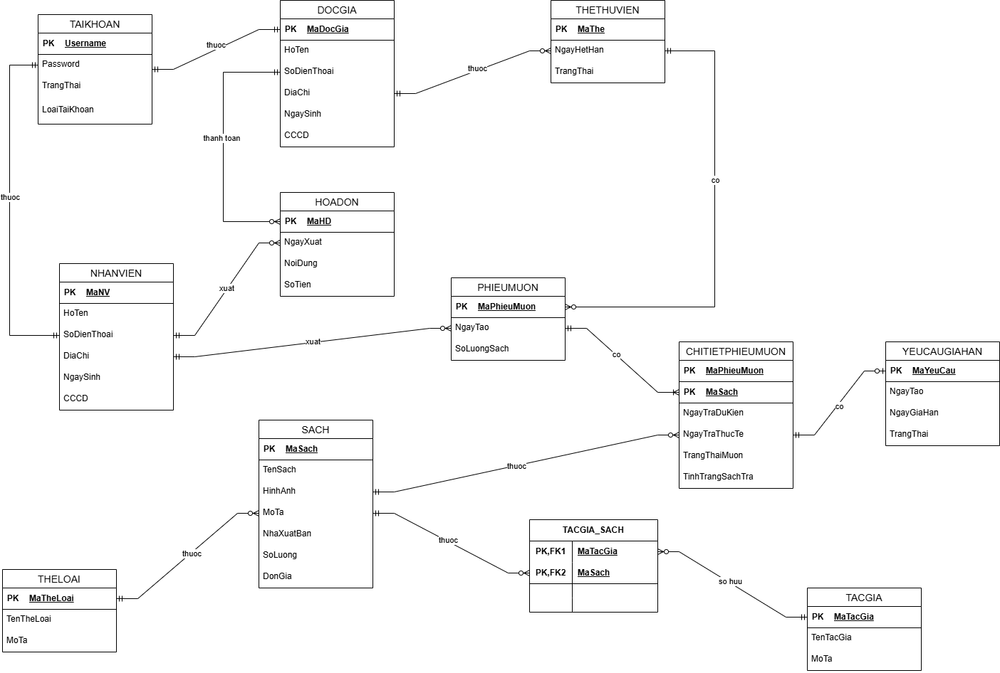 TAIKHOAN
PK Username
Password
TrangThai
LoaiTaiKhoan
thuoc
DOCGIA
PK MaDocGia
HoTen
SoDienThoai
DiaChi
NgaySinh
CCCD
thuoc
THETHUVIEN
PK MaThe
NgayHetHan
TrangThai
thanh toan
co
thuoc
HOADON
PK MaHD
NgayXuat
NoiDung
SoTien
NHANVIEN
PK MaNV
HoTen
SoDienThoai
DiaChi
NgaySinh
CCCD
xuat
xuat
PHIEUMUON
PK MaPhieuMuon
NgayTao
SoLuongSach
co
CHITIETPHIEUMUON
PK MaPhieuMuon
PK MaSach
NgayTraDuKien
NgayTraThucTe
TrangThaiMuon
TinhTrangSachTra
co
YEUCAUGIAHAN
PK MaYeuCau
NgayTao
NgayGiaHan
TrangThai
SACH
PK MaSach
TenSach
HinhAnh
MoTa
NhaXuatBan
SoLuong
DonGia
thuoc
thuoc
thuoc
TACGIA_SACH
PK,FK1 MaTacGia
PK,FK2 MaSach
so huu
THELOAI
PK MaTheLoai
TenTheLoai
MoTa
TACGIA
PK MaTacGia
TenTacGia
MoTa